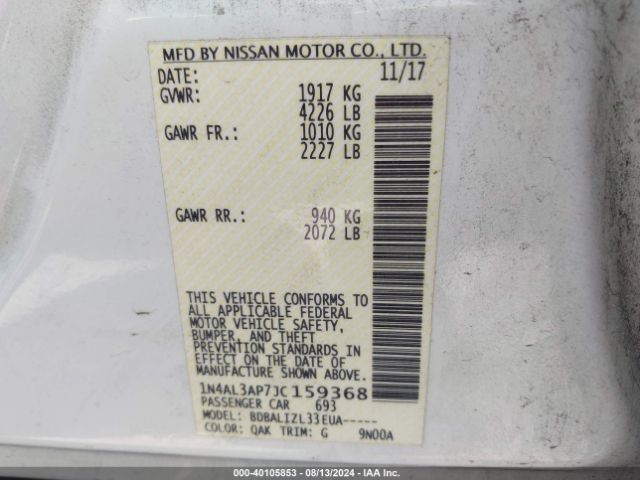 MFD BY NISSAN MOTOR CO., LTD.
DATE: 11/17
GVWR: 1917 KG
4226 LB
GAWR FR.: 1010 KG
2227 LB
GAWR RR.: 940 KG
2072 LB
THIS VEHICLE CONFORMS TO
ALL APPLICABLE FEDERAL
MOTOR VEHICLE SAFETY,
BUMPER, AND THEFT
PREVENTION STANDARDS IN
EFFECT ON THE DATE OF
MANUFACTURE SHOWN ABOVE.
1N4AL3AP7JC159368
PASSENGER CAR 693
MODEL: BDBALIZL33EUA-----
COLOR: QAK TRIM: G 9N00A
000-40105853 - 08/13/2024 - IAA Inc.